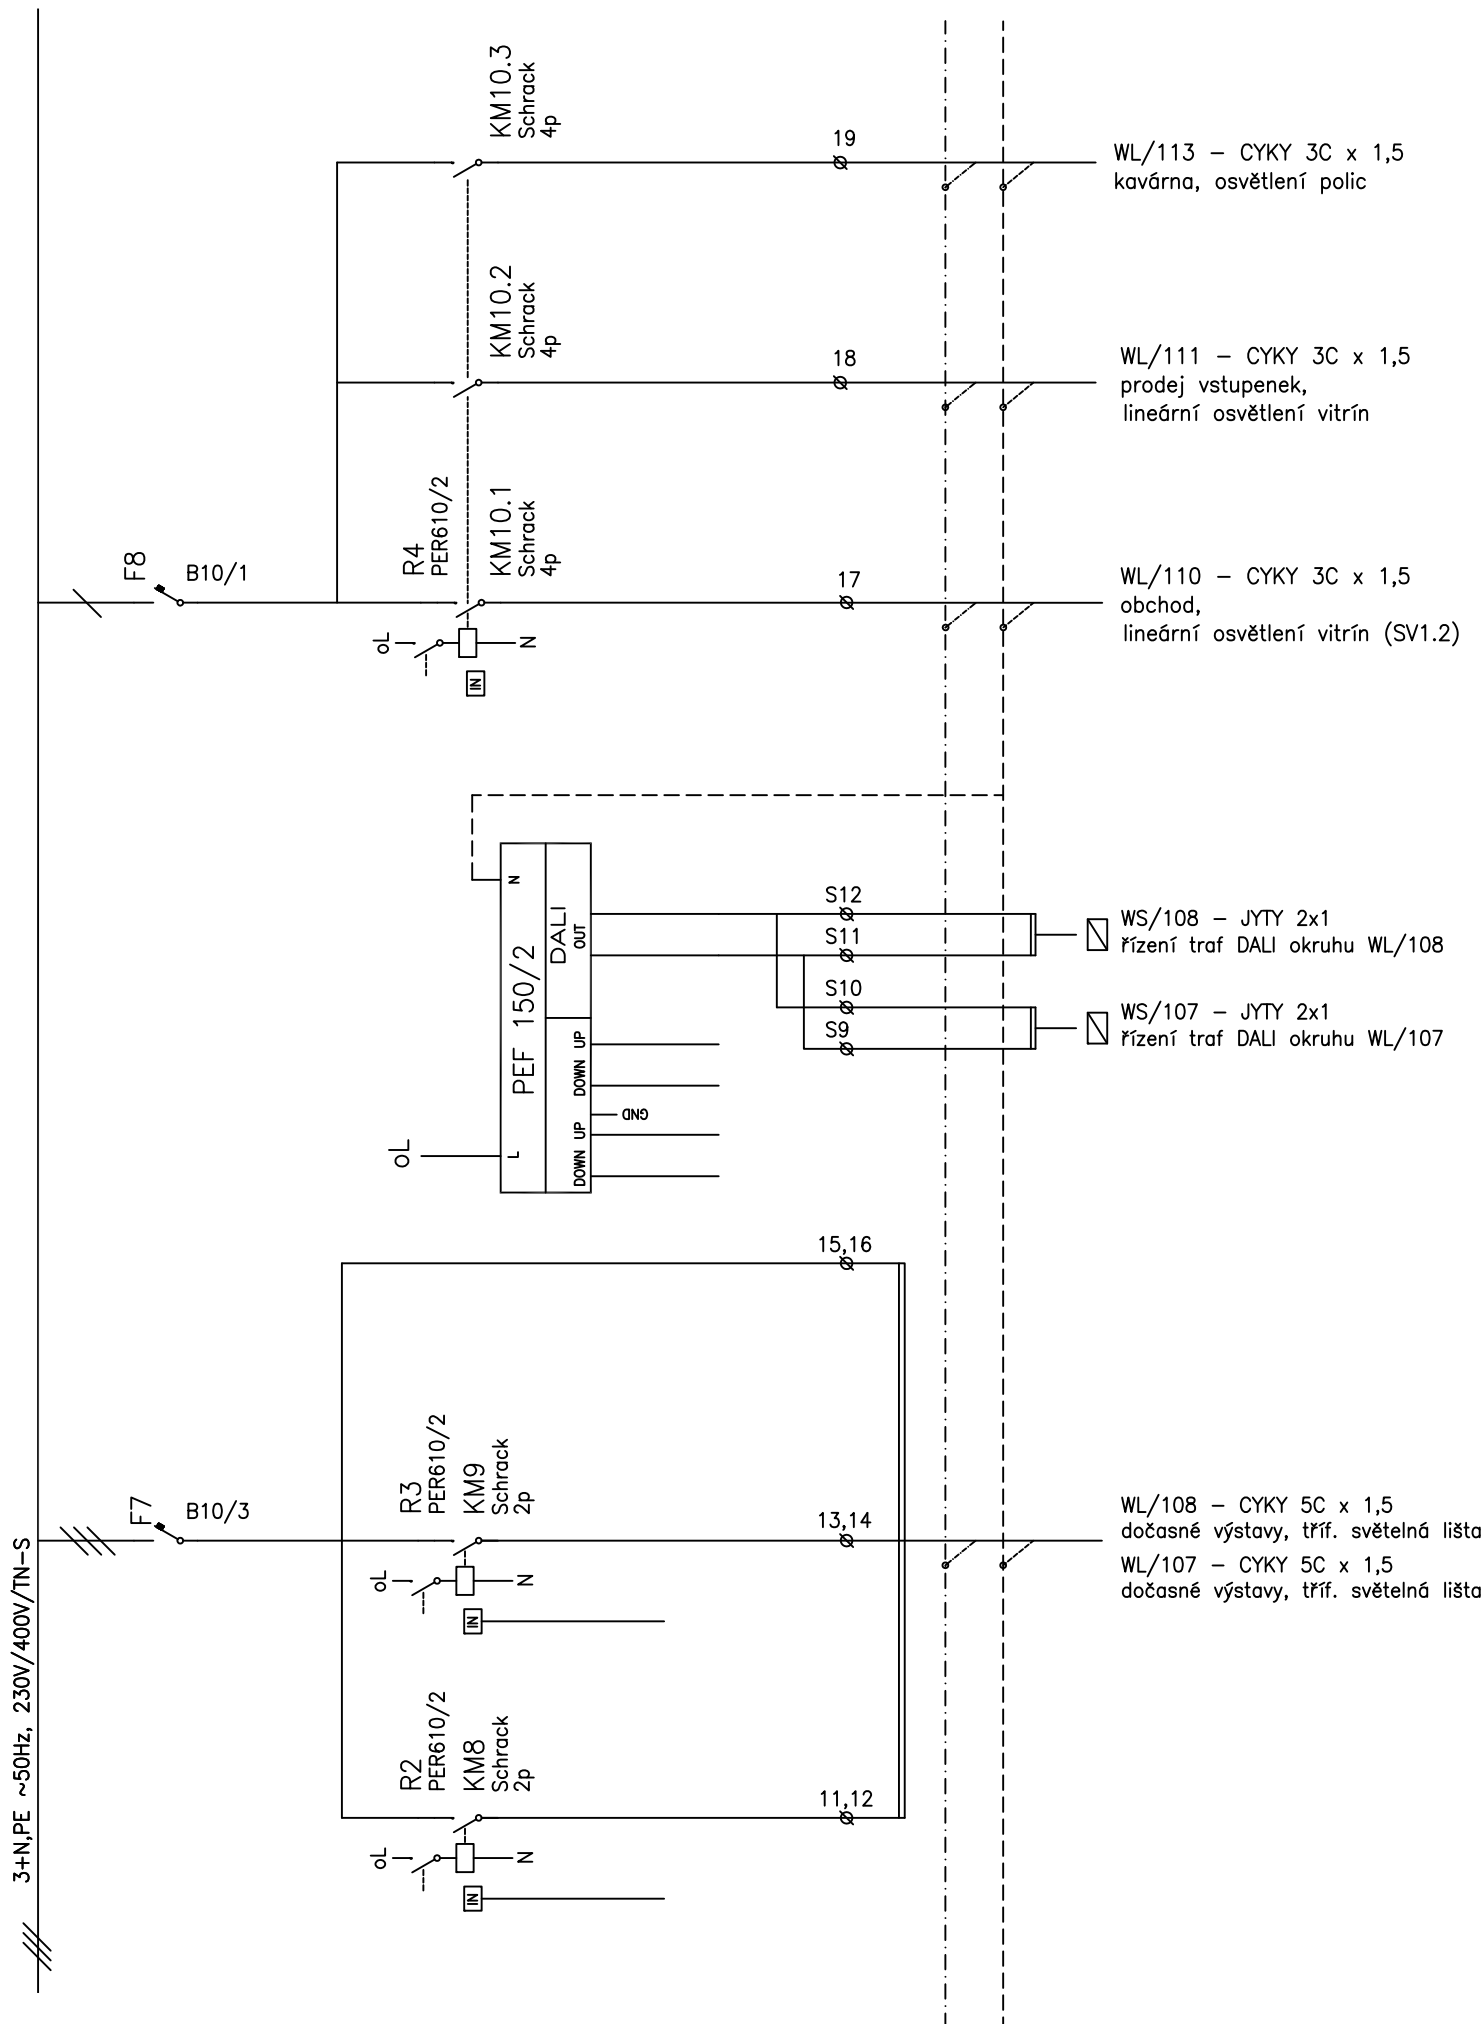 KM10.3
Schrack
4p
19
WL/113 – CYKY 3C x 1,5
kavárna, osvětlení polic
KM10.2
Schrack
4p
18
WL/111 – CYKY 3C x 1,5
prodej vstupenek,
lineární osvětlení vitrín
F8
B10/1
R4
PER610/2
KM10.1
Schrack
4p
17
WL/110 – CYKY 3C x 1,5
obchod,
lineární osvětlení vitrín (SV1.2)
oL
N
IN
oL
PEF 150/2
L
N
DALI
OUT
DOWN UP
DOWN UP
GND
S12
S11
S10
S9
WS/108 – JYTY 2x1
řízení traf DALI okruhu WL/108
WS/107 – JYTY 2x1
řízení traf DALI okruhu WL/107
15,16
F7
B10/3
R3
PER610/2
KM9
Schrack
2p
13,14
WL/108 – CYKY 5C x 1,5
dočasné výstavy, tříf. světelná lišta
WL/107 – CYKY 5C x 1,5
dočasné výstavy, tříf. světelná lišta
oL
N
IN
R2
PER610/2
KM8
Schrack
2p
11,12
oL
N
IN
3+N,PE ~50Hz, 230V/400V/TN–S